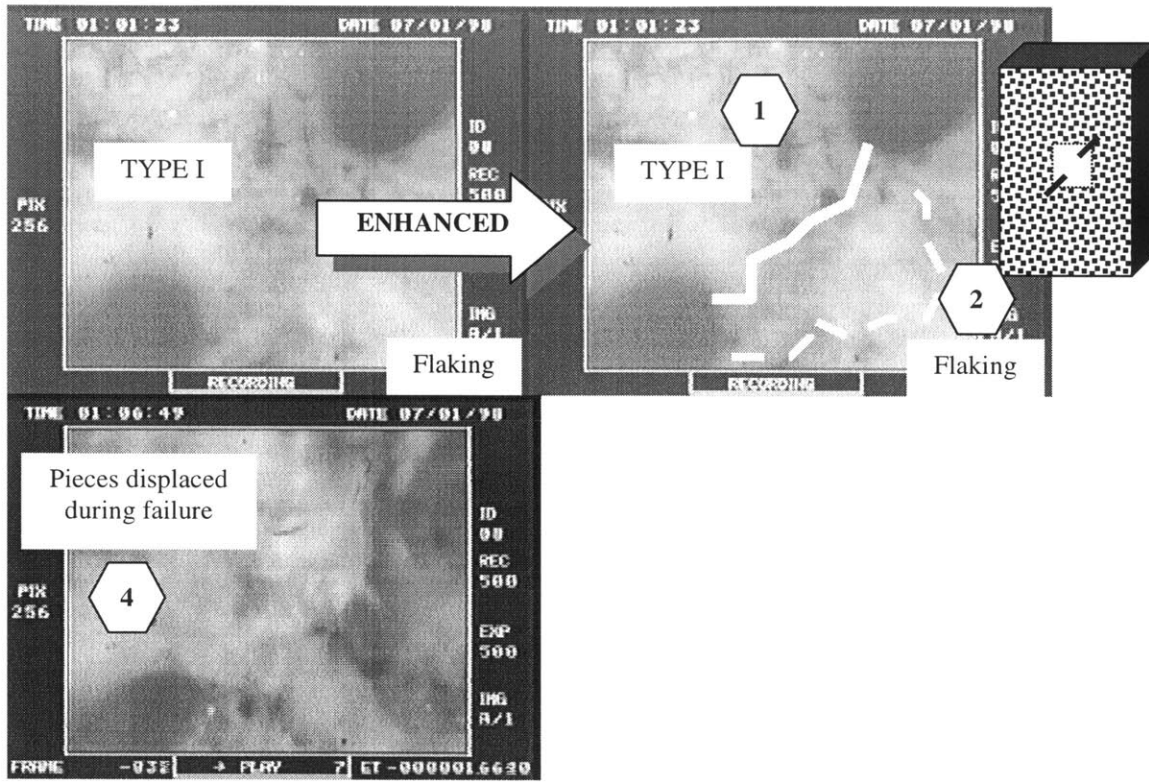 TIME 01:01:23 DATE 07/01/98
TYPE I
PIX
256
ID
00
REC
500
IMG
A/1
Flaking
RECORDING
ENHANCED
TIME 01:01:23 DATE 07/01/98
1
TYPE I
2
Flaking
RECORDING
TIME 01:06:49 DATE 07/01/98
Pieces displaced
during failure
4
PIX
256
ID
00
REC
500
EXP
500
IMG
A/1
FRAME
→ PLAY 7